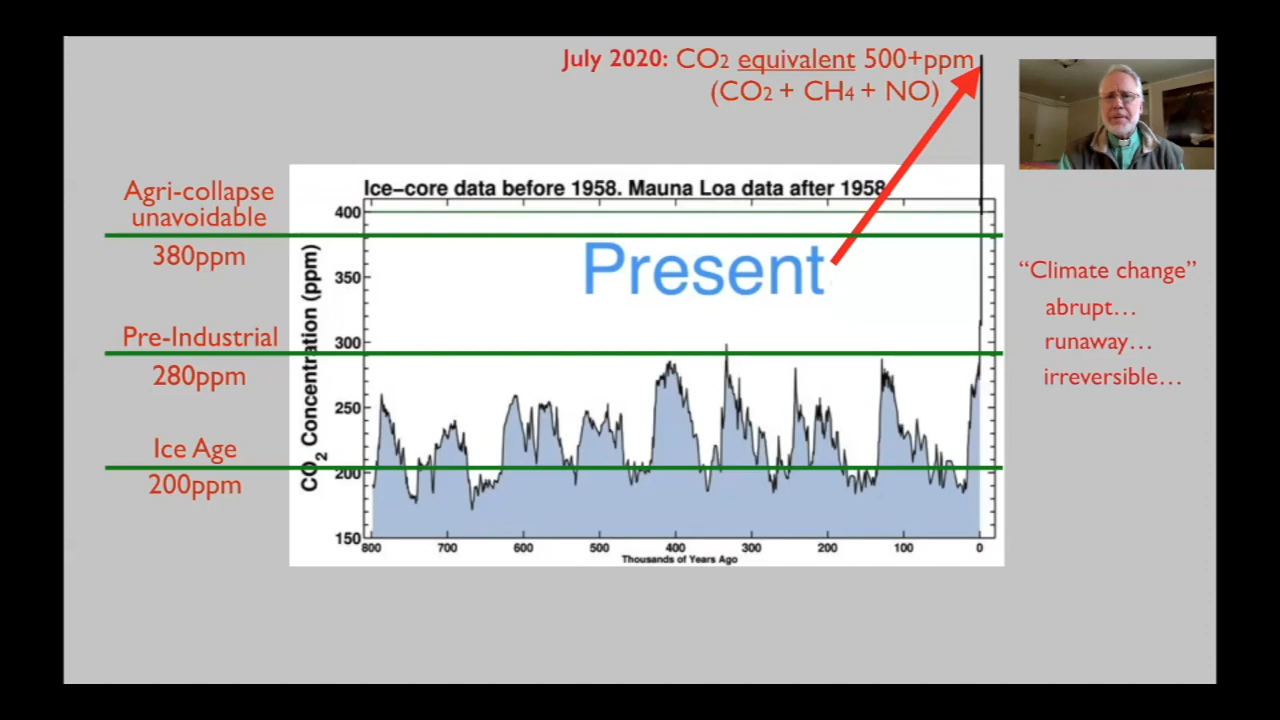 July 2020: CO2 equivalent 500+ppm
(CO2 + CH4 + NO)
Agri-collapse
unavoidable
380ppm
Pre-Industrial
280ppm
Ice Age
200ppm
Ice-core data before 1958. Mauna Loa data after 1958
CO2 Concentration (ppm)
400
350
300
250
200
150
Present
800 700 600 500 400 300 200 100 0
Thousands of Years Ago
“Climate change”
abrupt…
runaway…
irreversible…